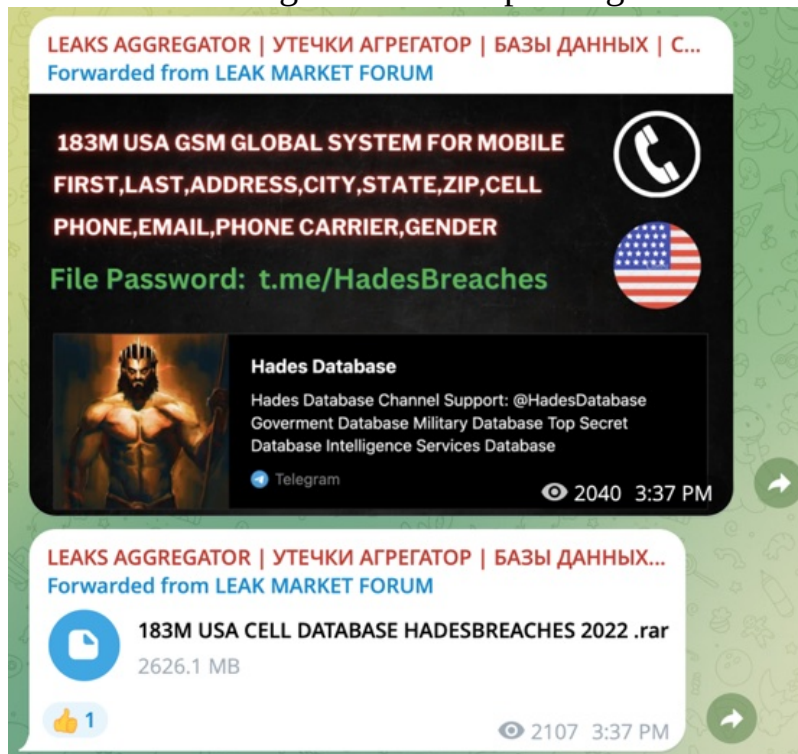 LEAKS AGGREGATOR | УТЕЧКИ АГРЕГАТОР | БАЗЫ ДАННЫХ | С...
Forwarded from LEAK MARKET FORUM
183M USA GSM GLOBAL SYSTEM FOR MOBILE
FIRST,LAST,ADDRESS,CITY,STATE,ZIP,CELL
PHONE,EMAIL,PHONE CARRIER,GENDER
File Password: t.me/HadesBreaches
Hades Database
Hades Database Channel Support: @HadesDatabase
Goverment Database Military Database Top Secret
Database Intelligence Services Database
Telegram
2040 3:37 PM
LEAKS AGGREGATOR | УТЕЧКИ АГРЕГАТОР | БАЗЫ ДАННЫХ...
Forwarded from LEAK MARKET FORUM
183M USA CELL DATABASE HADESBREACHES 2022 .rar
2626.1 MB
👍 1
2107 3:37 PM